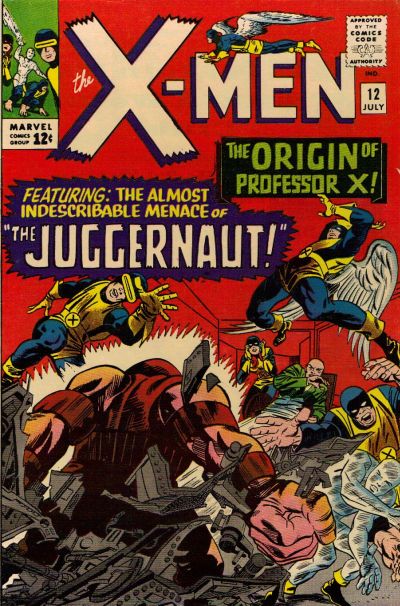 the X-MEN
APPROVED
BY THE
COMICS
CODE
AUTHORITY
MARVEL
COMICS
GROUP 12¢
IND.
12
JULY
THE ORIGIN OF
PROFESSOR X!
FEATURING: THE ALMOST
INDESCRIBABLE MENACE OF
"THE JUGGERNAUT!"